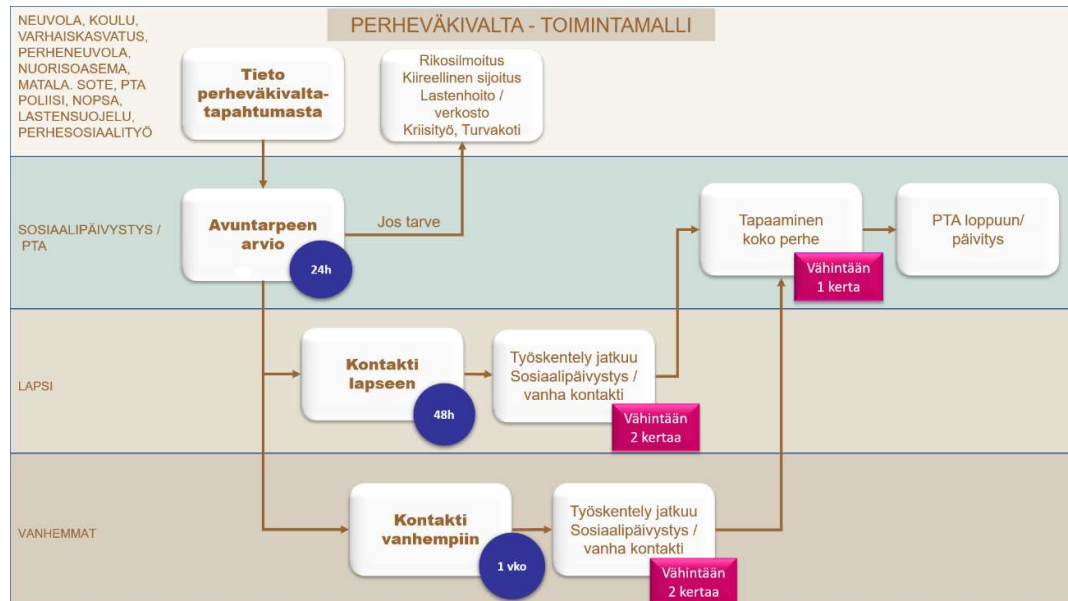 PERHEVÄKIVALTA - TOIMINTAMALLI
NEUVOLA, KOULU,
VARHAISKASVATUS,
PERHENEUVOLA,
NUORISOASEMA,
MATALA. SOTE, PTA
POLIISI, NOPSA,
LASTENSUOJELU,
PERHESOSIAALITYÖ
Tieto
perheväkivalta-
tapahtumasta
Rikosilmoitus
Kiireellinen sijoitus
Lastenhoito /
verkosto
Kriisityö, Turvakoti
SOSIAALIPÄIVYSTYS /
PTA
Avuntarpeen
arvio
24h
Jos tarve
Tapaaminen
koko perhe
Vähintään
1 kerta
PTA loppuun/
päivitys
LAPSI
Kontakti
lapseen
48h
Työskentely jatkuu
Sosiaalipäivystys /
vanha kontakti
Vähintään
2 kertaa
VANHEMMAT
Kontakti
vanhempiin
1 vko
Työskentely jatkuu
Sosiaalipäivystys /
vanha kontakti
Vähintään
2 kertaa